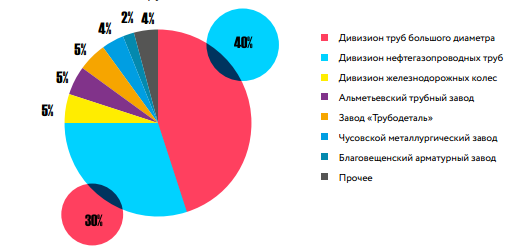 2%
4%
4%
5%
5%
5%
40%
30%
Дивизион труб большого диаметра
Дивизион нефтегазопроводных труб
Дивизион железнодорожных колес
Альметьевский трубный завод
Завод «Трубодеталь»
Чусовской металлургический завод
Благовещенский арматурный завод
Прочее